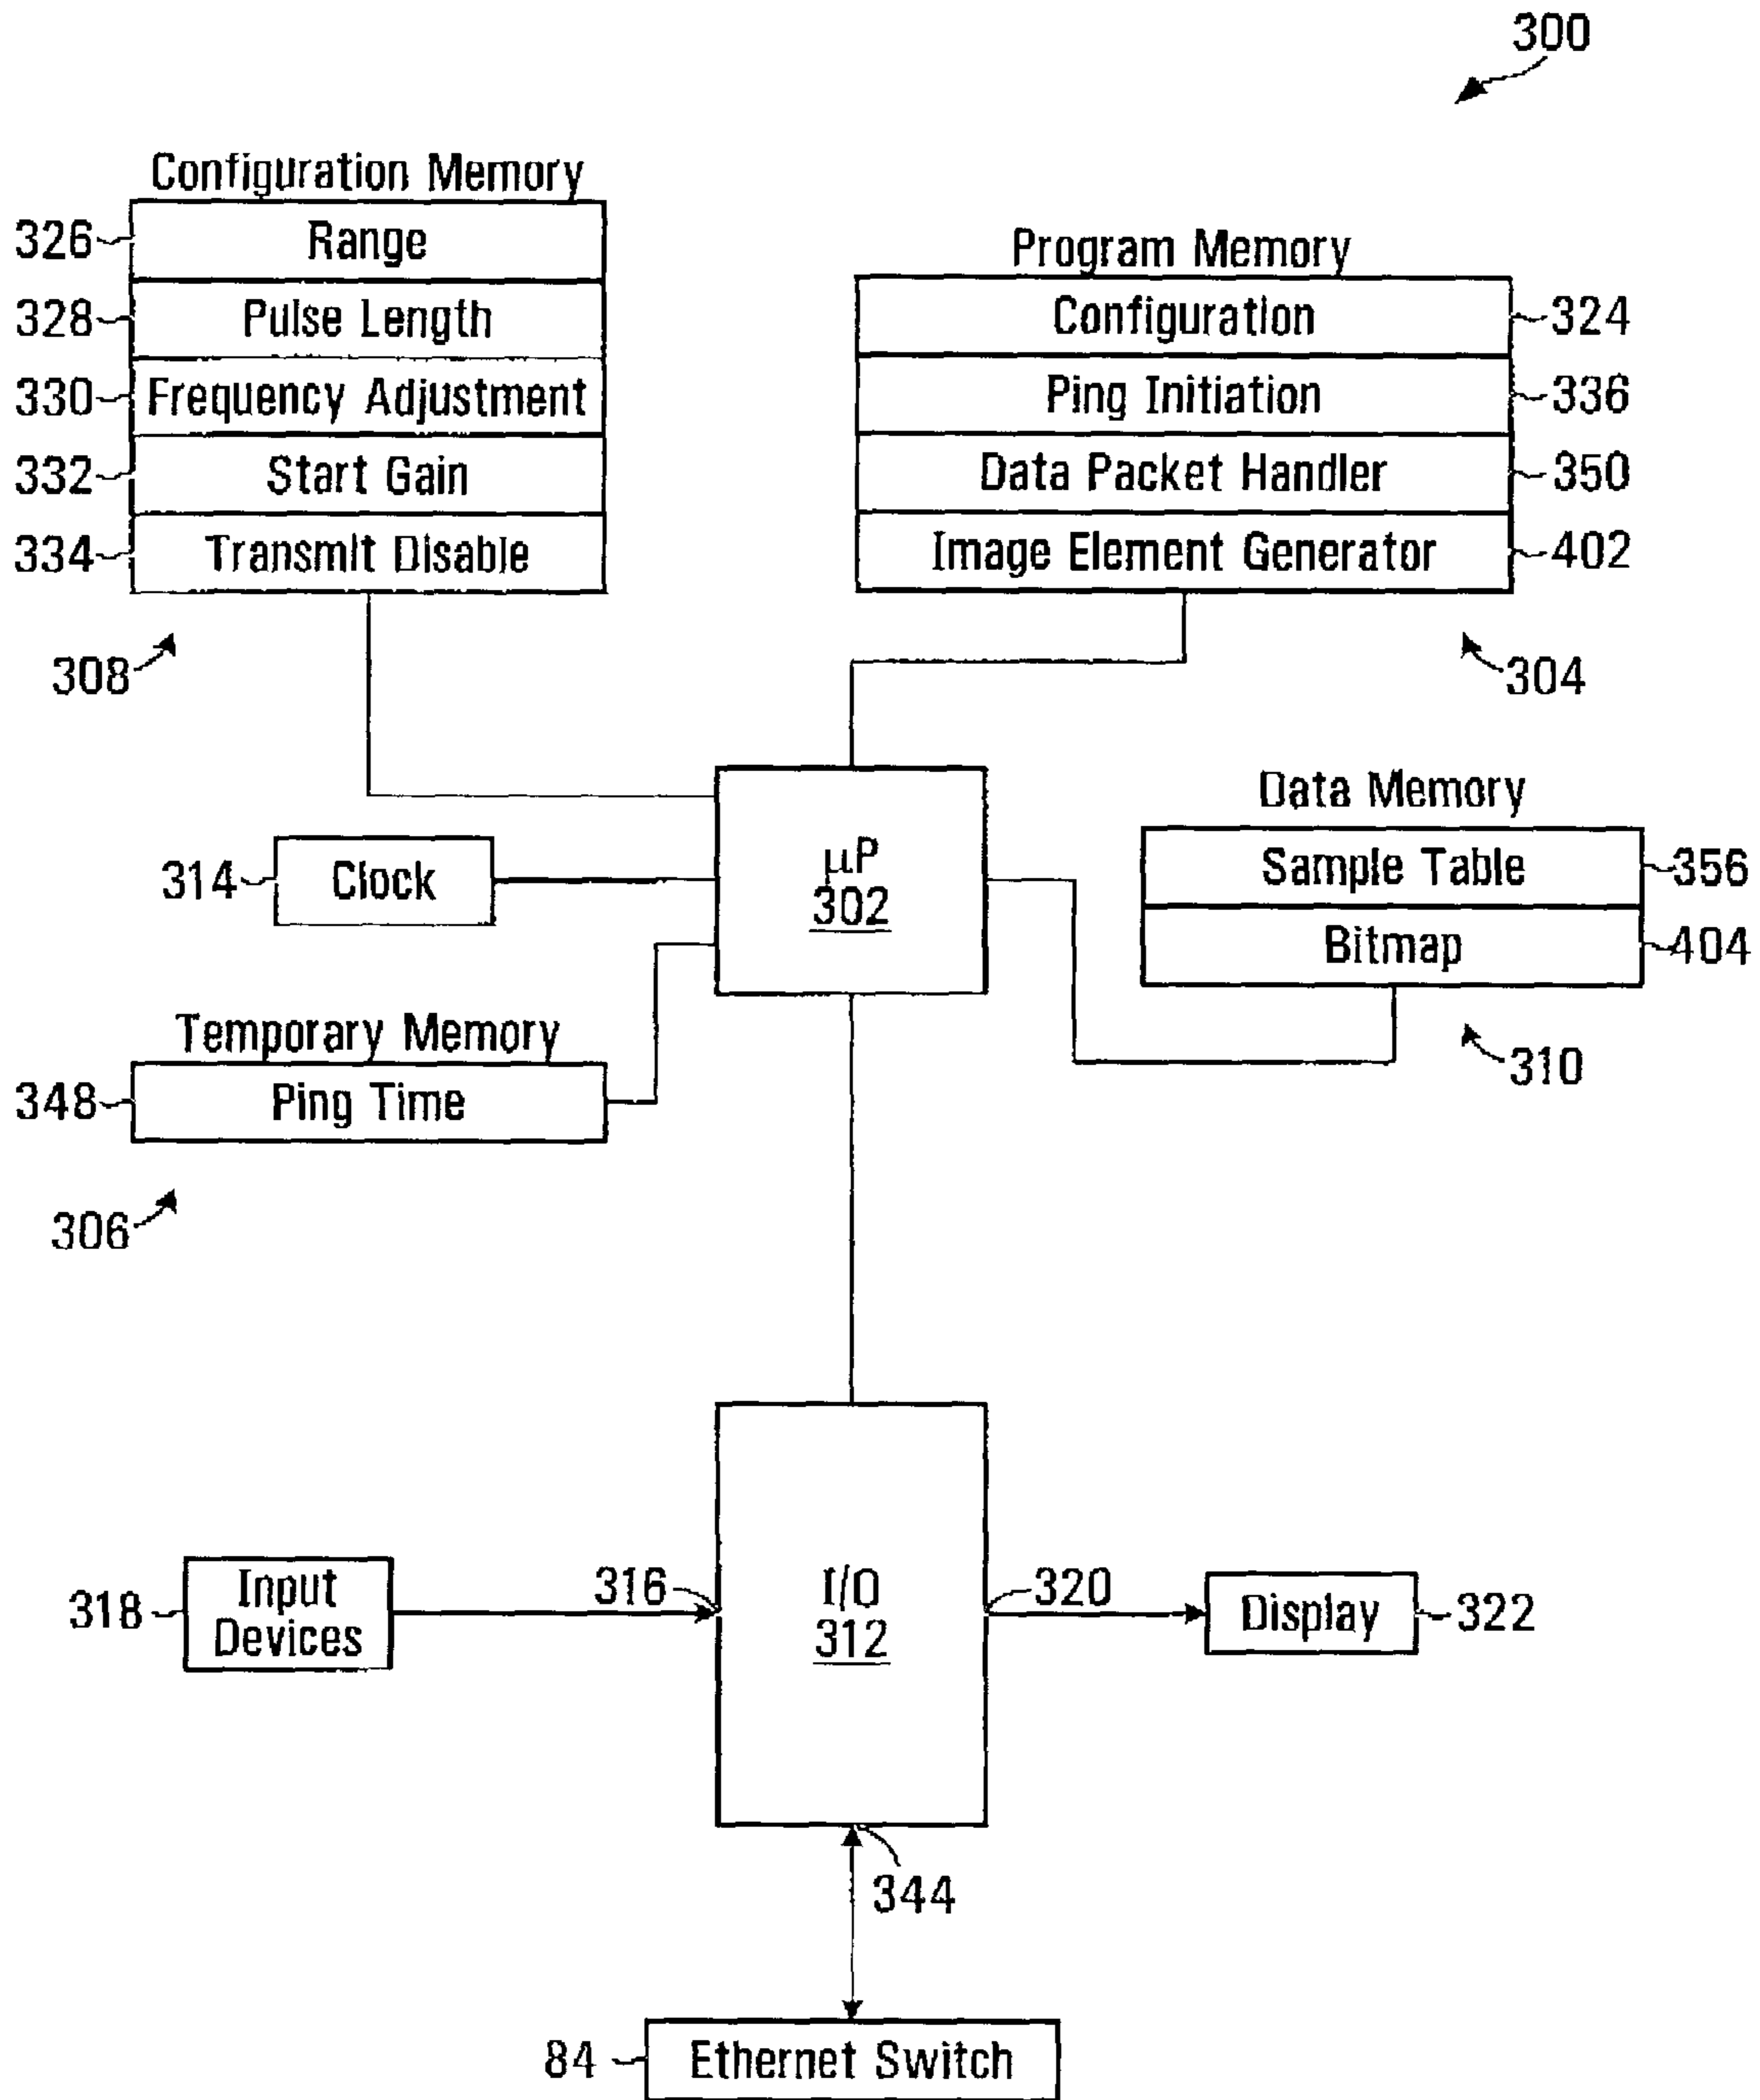 300
Configuration Memory
326 Range
328 Pulse Length
330 Frequency Adjustment
332 Start Gain
334 Transmit Disable
308
Program Memory
Configuration 324
Ping Initiation 336
Data Packet Handler 350
Image Element Generator 402
304
µP
302
314 Clock
Data Memory
Sample Table 356
Bitmap 404
310
Temporary Memory
348 Ping Time
306
I/O
312
318 Input
Devices
316
320
Display 322
344
84 Ethernet Switch